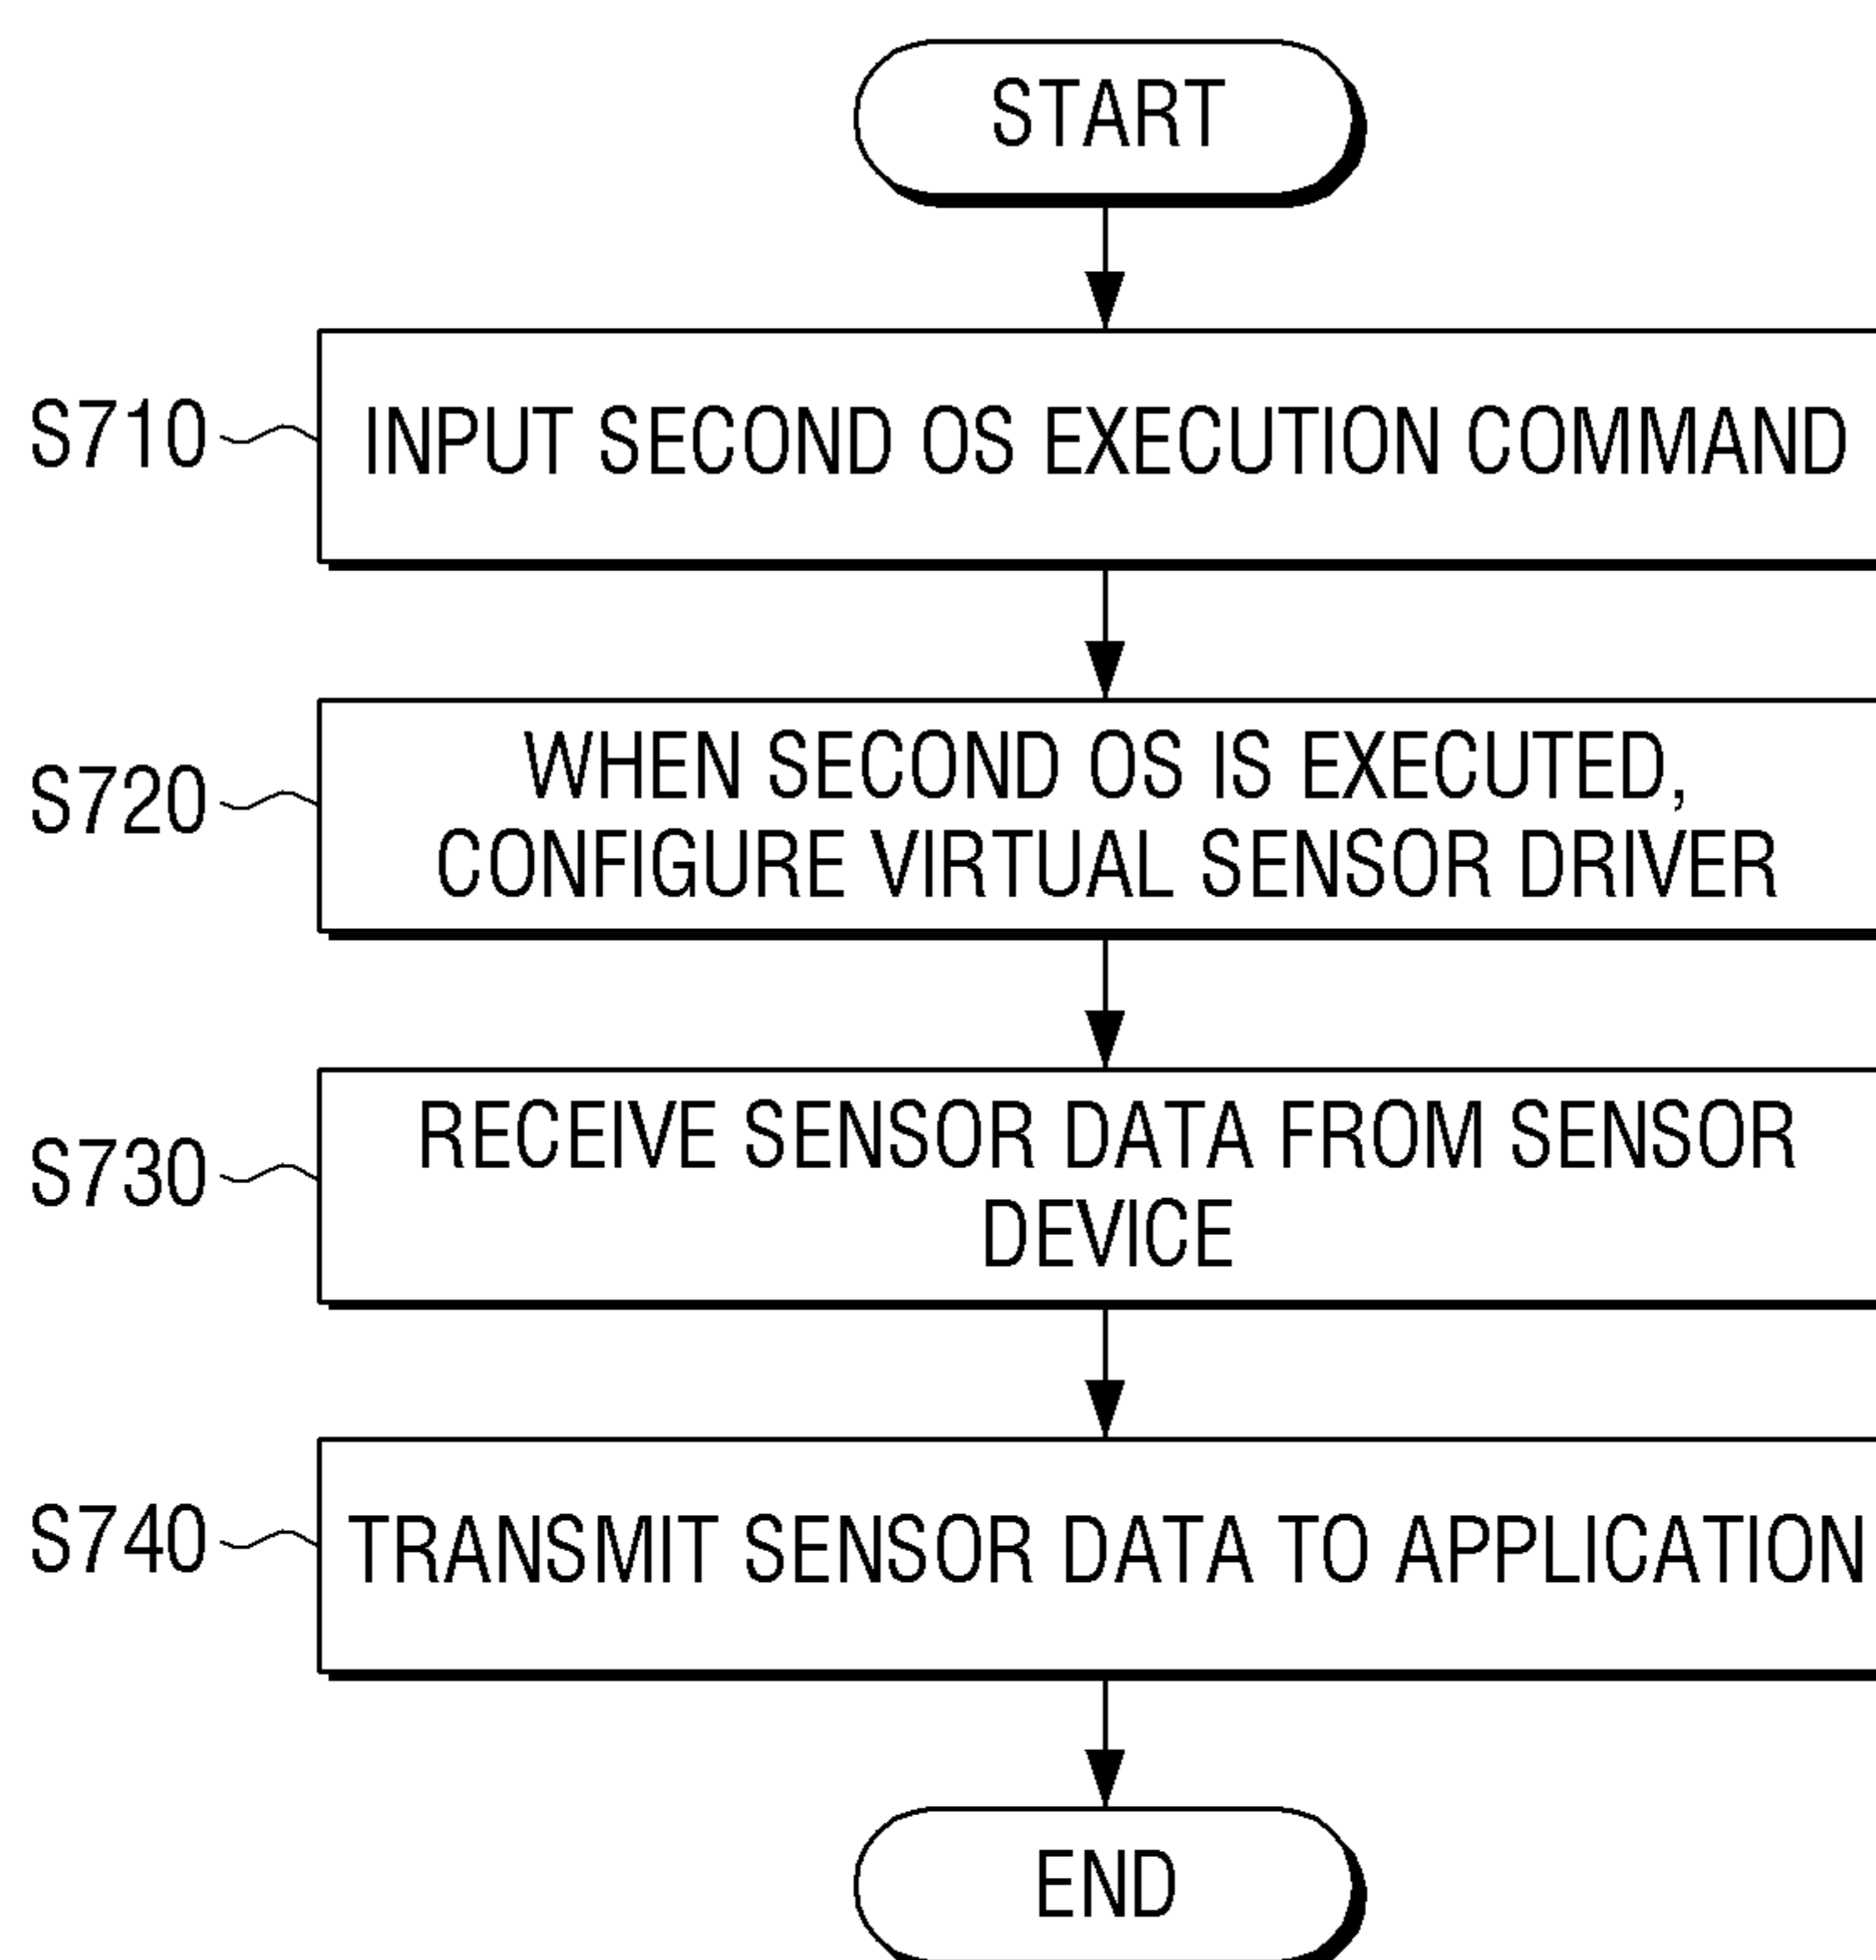 START
S710
INPUT SECOND OS EXECUTION COMMAND
S720
WHEN SECOND OS IS EXECUTED,
CONFIGURE VIRTUAL SENSOR DRIVER
S730
RECEIVE SENSOR DATA FROM SENSOR
DEVICE
S740
TRANSMIT SENSOR DATA TO APPLICATION
END